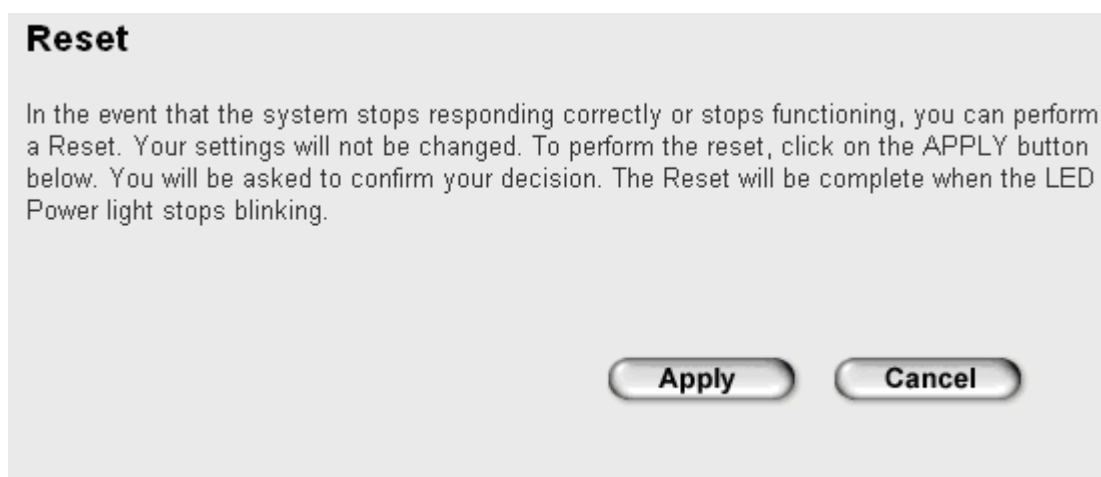 Reset
In the event that the system stops responding correctly or stops functioning, you can perform
a Reset. Your settings will not be changed. To perform the reset, click on the APPLY button
below. You will be asked to confirm your decision. The Reset will be complete when the LED
Power light stops blinking.
Apply Cancel